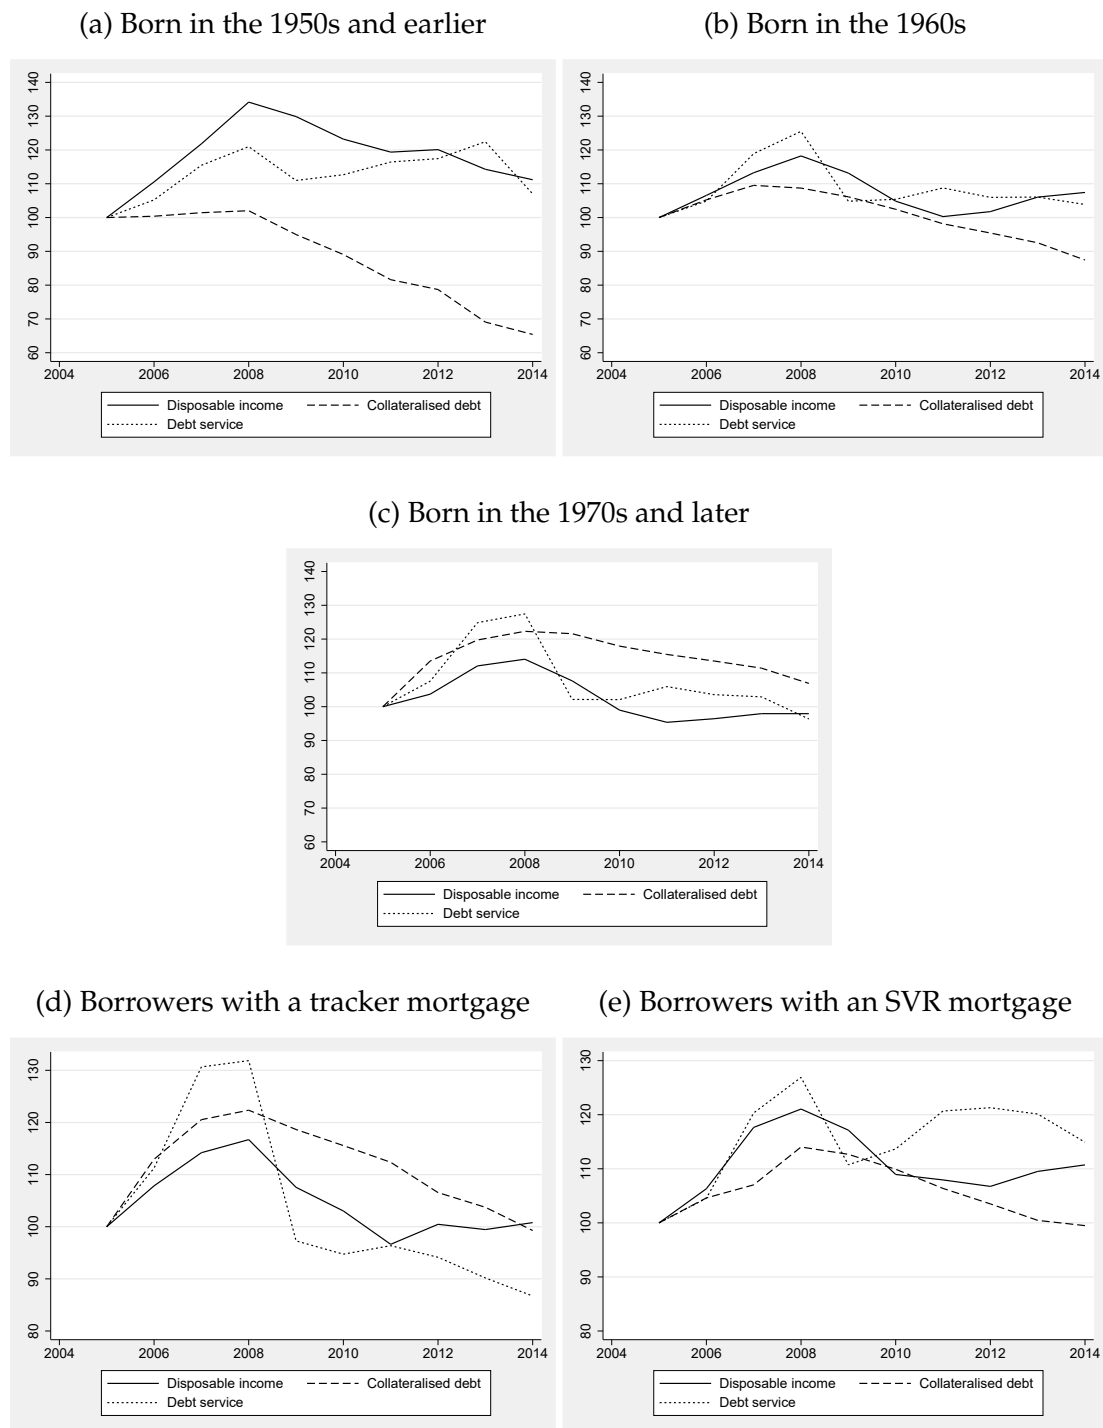 (a) Born in the 1950s and earlier
(b) Born in the 1960s
140
130
120
110
100
90
80
70
60
2004 2006 2008 2010 2012 2014
Disposable income Collateralised debt
Debt service
140
130
120
110
100
90
80
70
60
2004 2006 2008 2010 2012 2014
Disposable income Collateralised debt
Debt service
(c) Born in the 1970s and later
140
130
120
110
100
90
80
70
60
2004 2006 2008 2010 2012 2014
Disposable income Collateralised debt
Debt service
(d) Borrowers with a tracker mortgage
(e) Borrowers with an SVR mortgage
130
120
110
100
90
80
2004 2006 2008 2010 2012 2014
Disposable income Collateralised debt
Debt service
130
120
110
100
90
80
2004 2006 2008 2010 2012 2014
Disposable income Collateralised debt
Debt service